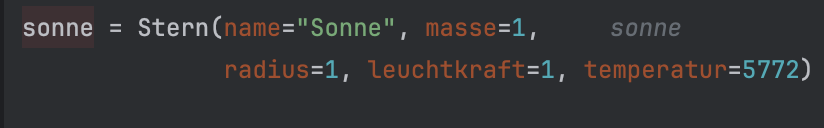 sonne = Stern(name="Sonne", masse=1,     sonne
              radius=1, leuchtkraft=1, temperatur=5772)